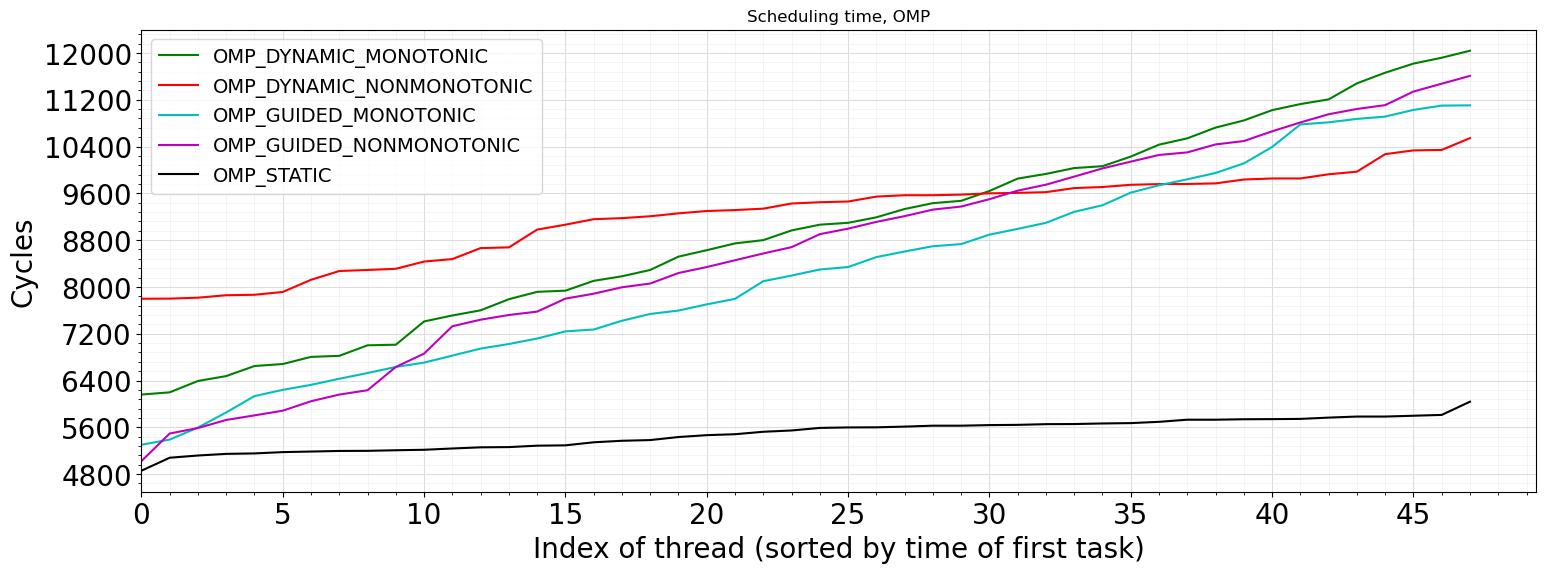 Scheduling time, OMP
12000
11200
10400
9600
8800
8000
7200
6400
5600
4800
Cycles
OMP_DYNAMIC_MONOTONIC
OMP_DYNAMIC_NONMONOTONIC
OMP_GUIDED_MONOTONIC
OMP_GUIDED_NONMONOTONIC
OMP_STATIC
0 5 10 15 20 25 30 35 40 45
Index of thread (sorted by time of first task)